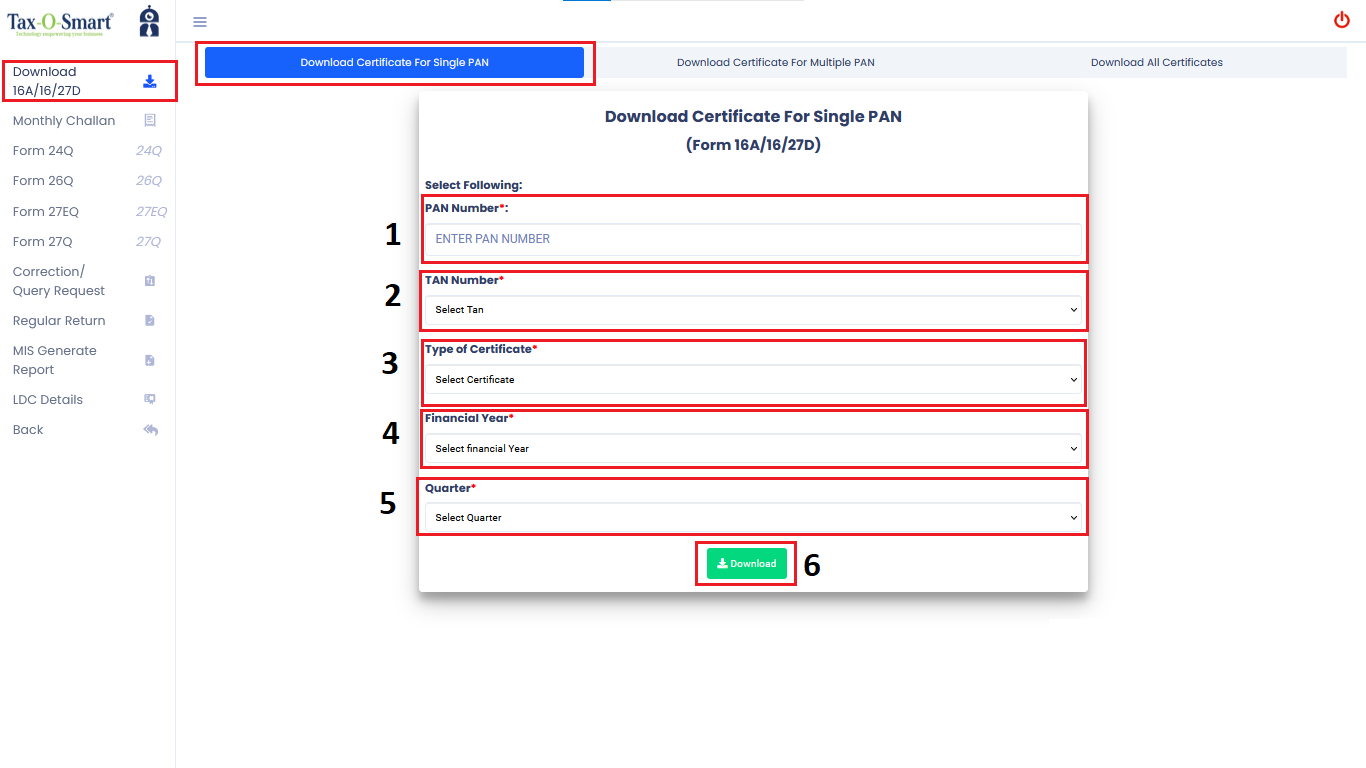 Tax-O-Smart®
Technology empowering your business
Download
16A/16/27D
Monthly Challan
Form 24Q 24Q
Form 26Q 26Q
Form 27EQ 27EQ
Form 27Q 27Q
Correction/
Query Request
Regular Return
MIS Generate
Report
LDC Details
Back
Download Certificate For Single PAN
Download Certificate For Multiple PAN
Download All Certificates
Download Certificate For Single PAN
(Form 16A/16/27D)
Select Following:
PAN Number*:
1
ENTER PAN NUMBER
TAN Number*
2
Select Tan
Type of Certificate*
3
Select Certificate
Financial Year*
4
Select financial Year
Quarter*
5
Select Quarter
Download
6